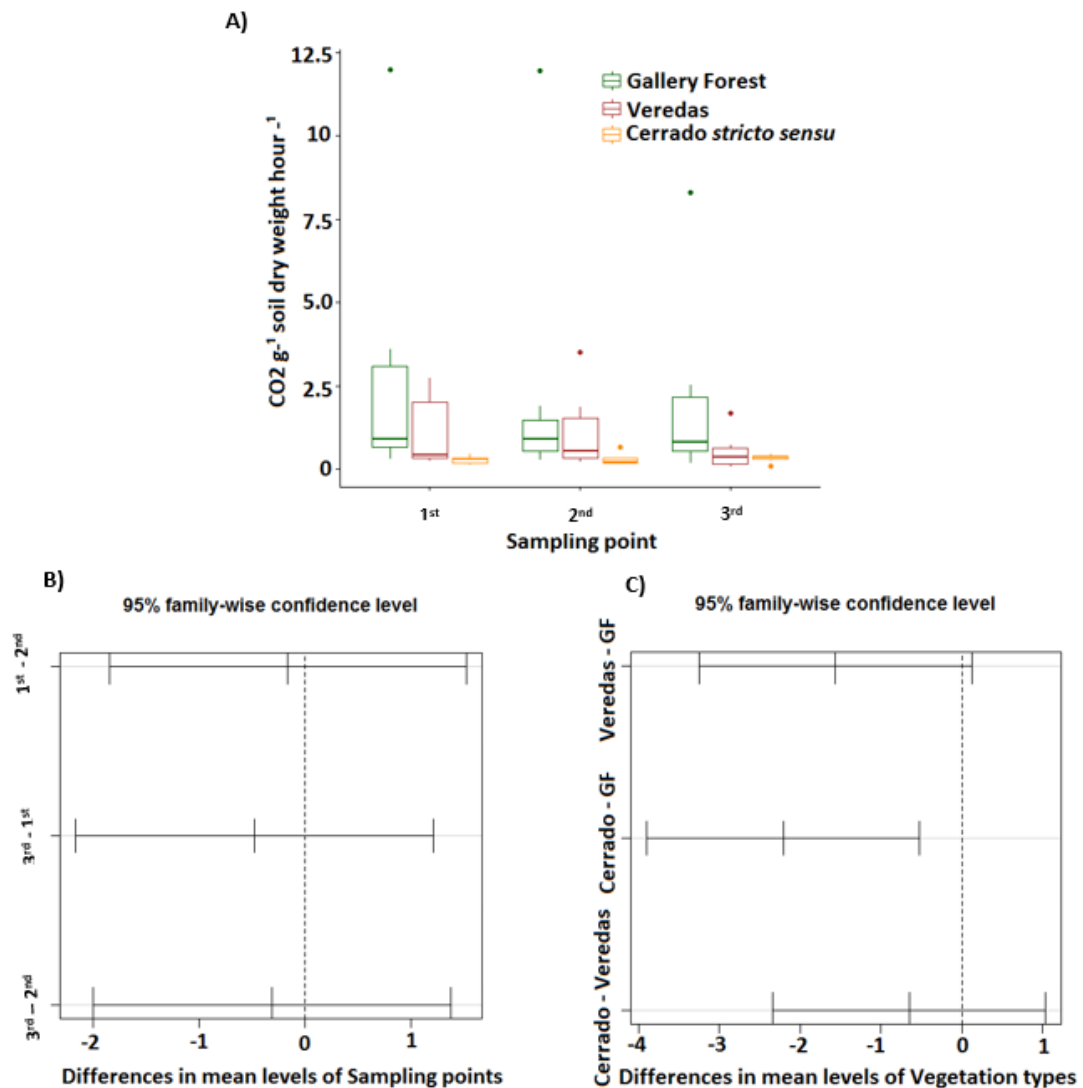 A)
CO2 g-¹ soil dry weight hour -¹
12.5
10
7.5
5.0
2.5
0
Gallery Forest
Veredas
Cerrado stricto sensu
1st
2nd
3rd
Sampling point
B)
95% family-wise confidence level
1st - 2nd
3rd - 1st
3rd – 2nd
-2
-1
0
1
Differences in mean levels of Sampling points
C)
95% family-wise confidence level
Veredas - GF
Cerrado - GF
Cerrado - Veredas
-4
-3
-2
-1
0
1
Differences in mean levels of Vegetation types